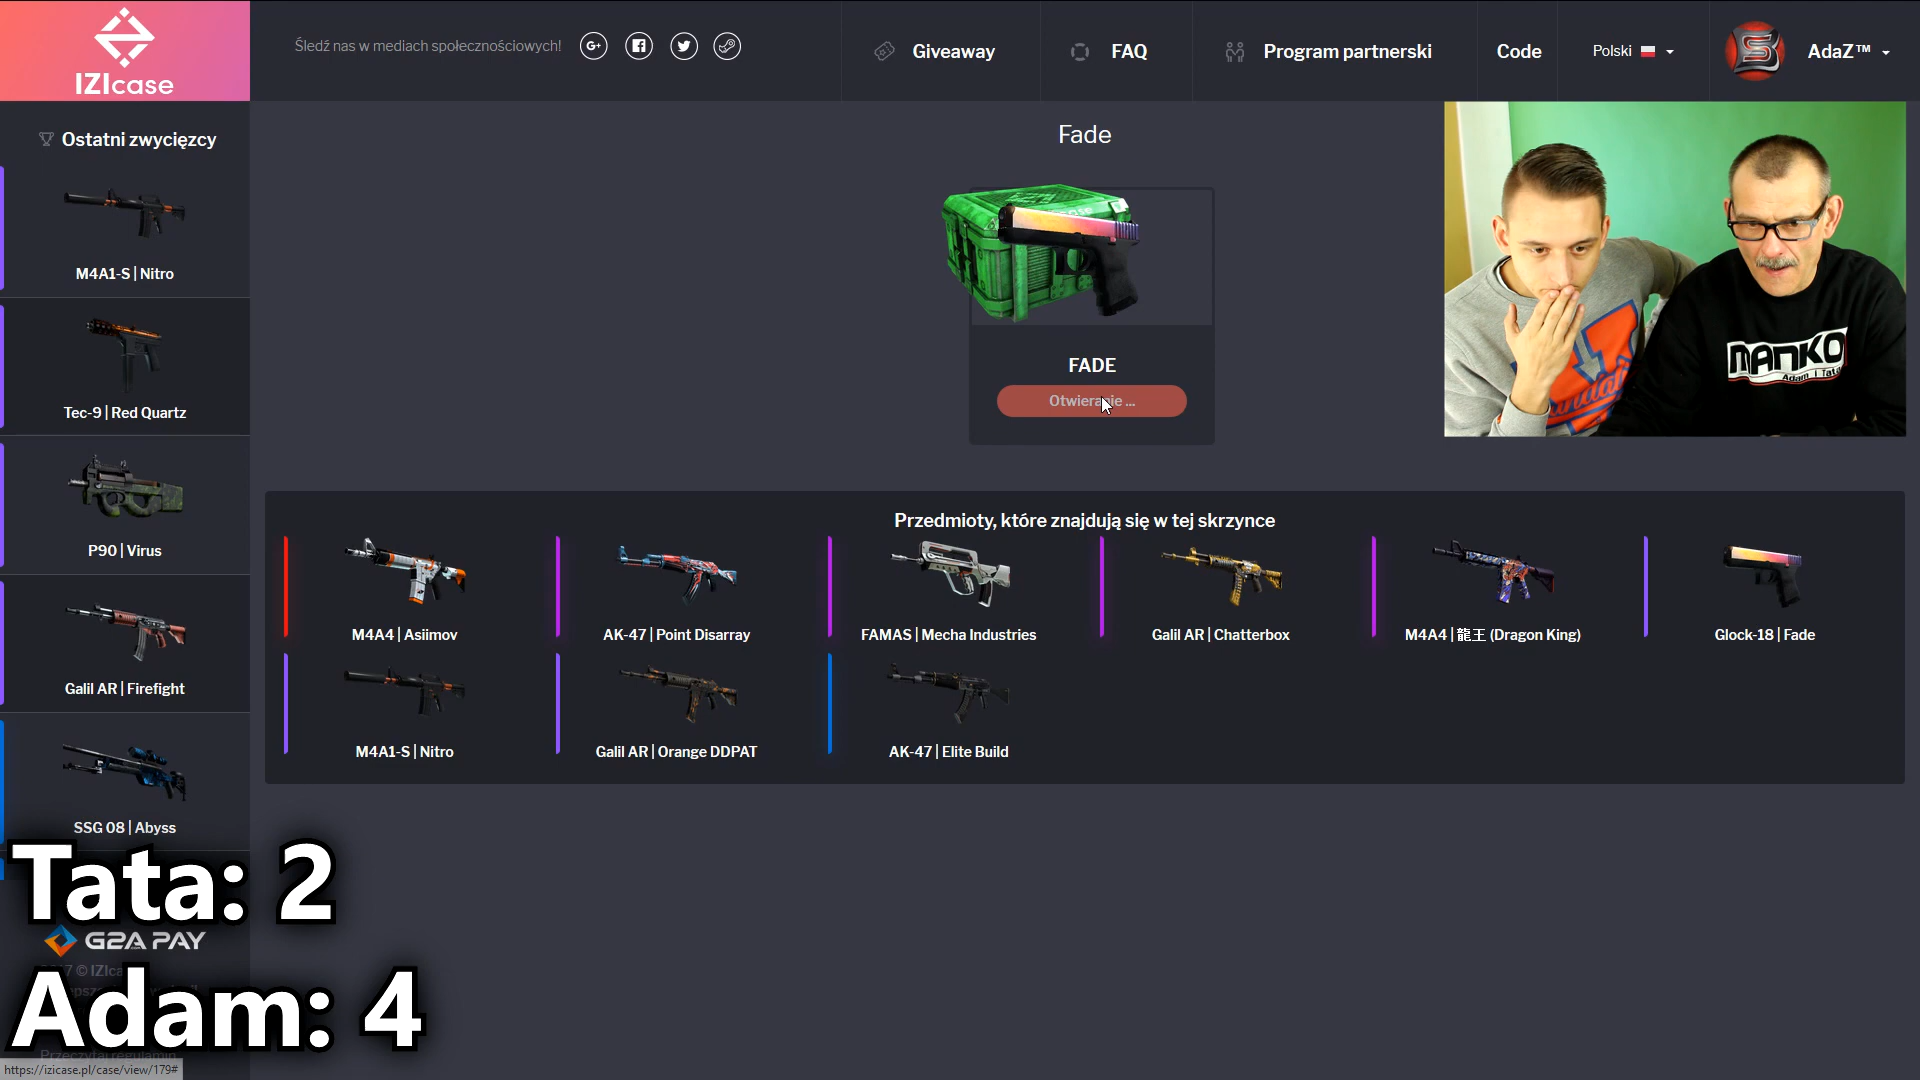 IZIcase
Śledź nas w mediach społecznościowych!
G+
Giveaway
FAQ
Program partnerski
Code
Polski
AdaZ™
Ostatni zwycięzcy
M4A1-S | Nitro
Tec-9 | Red Quartz
P90 | Virus
Galil AR | Firefight
SSG 08 | Abyss
Fade
FADE
Otwieranie ...
MANKO
Adam i Tata
Przedmioty, które znajdują się w tej skrzynce
M4A4 | Asiimov
AK-47 | Point Disarray
FAMAS | Mecha Industries
Galil AR | Chatterbox
M4A4 | 龍王 (Dragon King)
Glock-18 | Fade
M4A1-S | Nitro
Galil AR | Orange DDPAT
AK-47 | Elite Build
Tata: 2
G2A PAY
Adam: 4
Przeczytaj regulamin
https://izicase.pl/case/view/179#